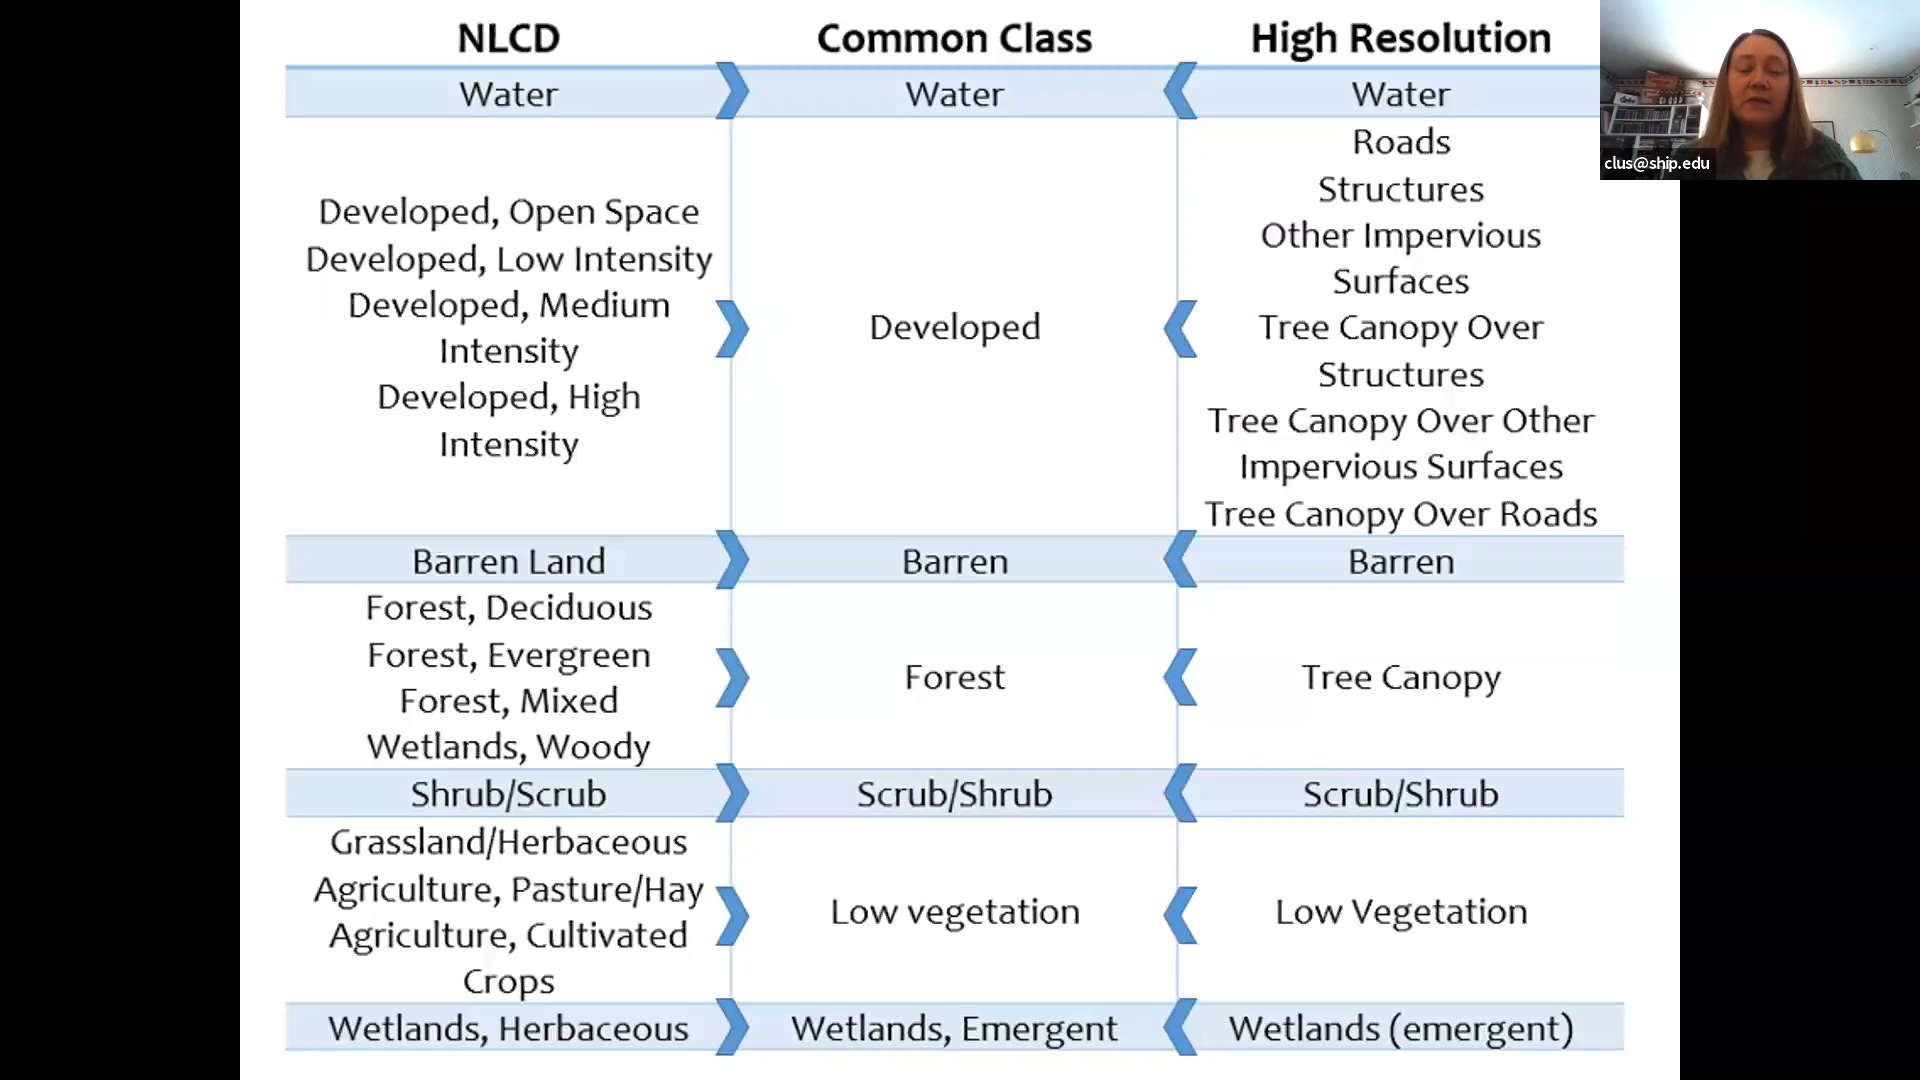 NLCD
Common Class
High Resolution
Water
Water
Water
Developed, Open Space
Developed, Low Intensity
Developed, Medium
Intensity
Developed, High
Intensity
Developed
Roads
Structures
Other Impervious
Surfaces
Tree Canopy Over
Structures
Tree Canopy Over Other
Impervious Surfaces
Tree Canopy Over Roads
Barren Land
Barren
Barren
Forest, Deciduous
Forest, Evergreen
Forest, Mixed
Wetlands, Woody
Forest
Tree Canopy
Shrub/Scrub
Scrub/Shrub
Scrub/Shrub
Grassland/Herbaceous
Agriculture, Pasture/Hay
Agriculture, Cultivated
Crops
Low vegetation
Low Vegetation
Wetlands, Herbaceous
Wetlands, Emergent
Wetlands (emergent)
clus@ship.edu